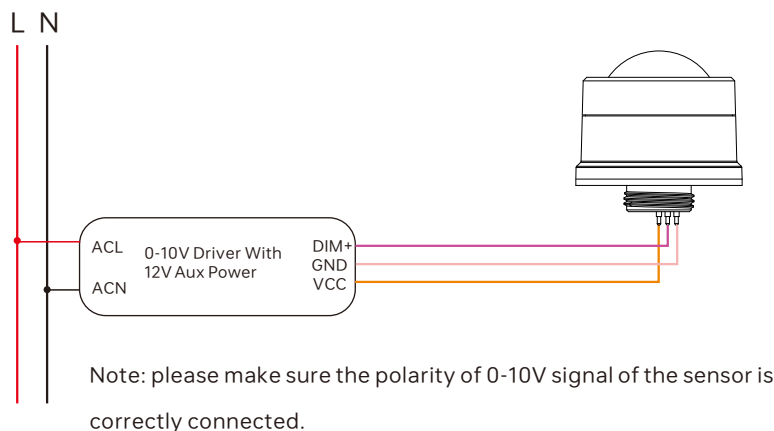 L N
ACL
0-10V Driver With
12V Aux Power
ACN
DIM+
GND
VCC
Note: please make sure the polarity of 0-10V signal of the sensor is
correctly connected.